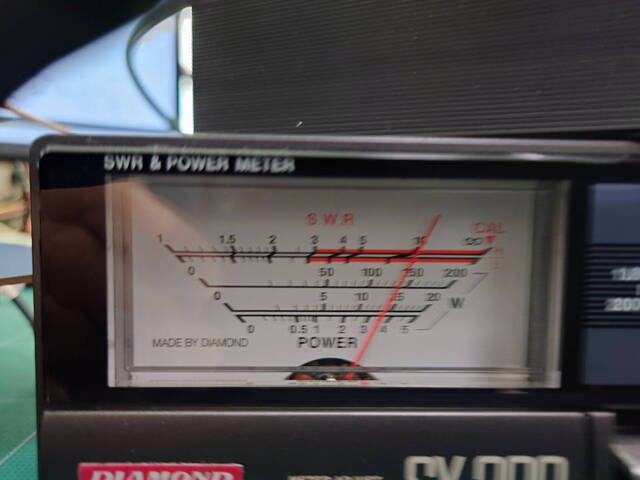 SWR & POWER METER
S.W.R
CAL
1 1.5 2 3 4 5 10 120
0 50 100 150 200
0 5 10 15 20
W
0 0.5 1 2 3 4 5
MADE BY DIAMOND
POWER
DIAMOND